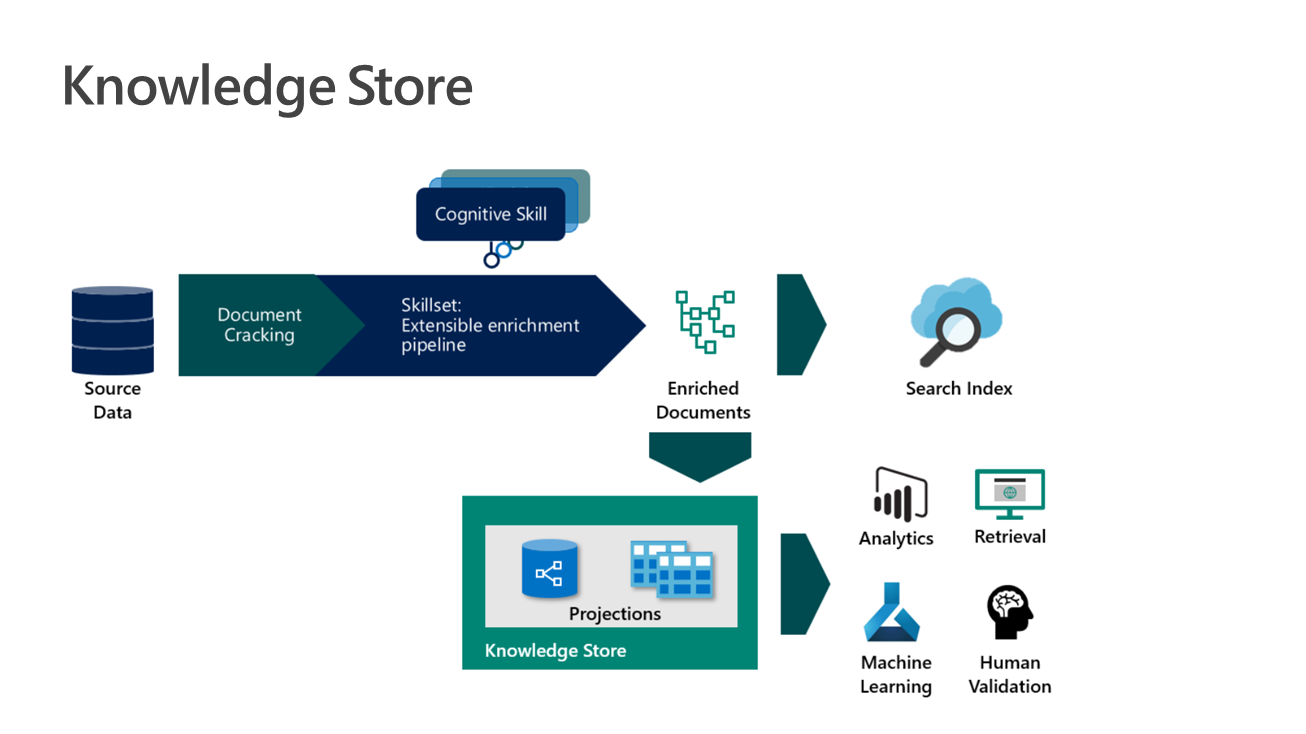 Knowledge Store
Cognitive Skill
Document
Cracking
Skillset:
Extensible enrichment
pipeline
Source
Data
Enriched
Documents
Search Index
Projections
Knowledge Store
Analytics
Retrieval
Machine
Learning
Human
Validation